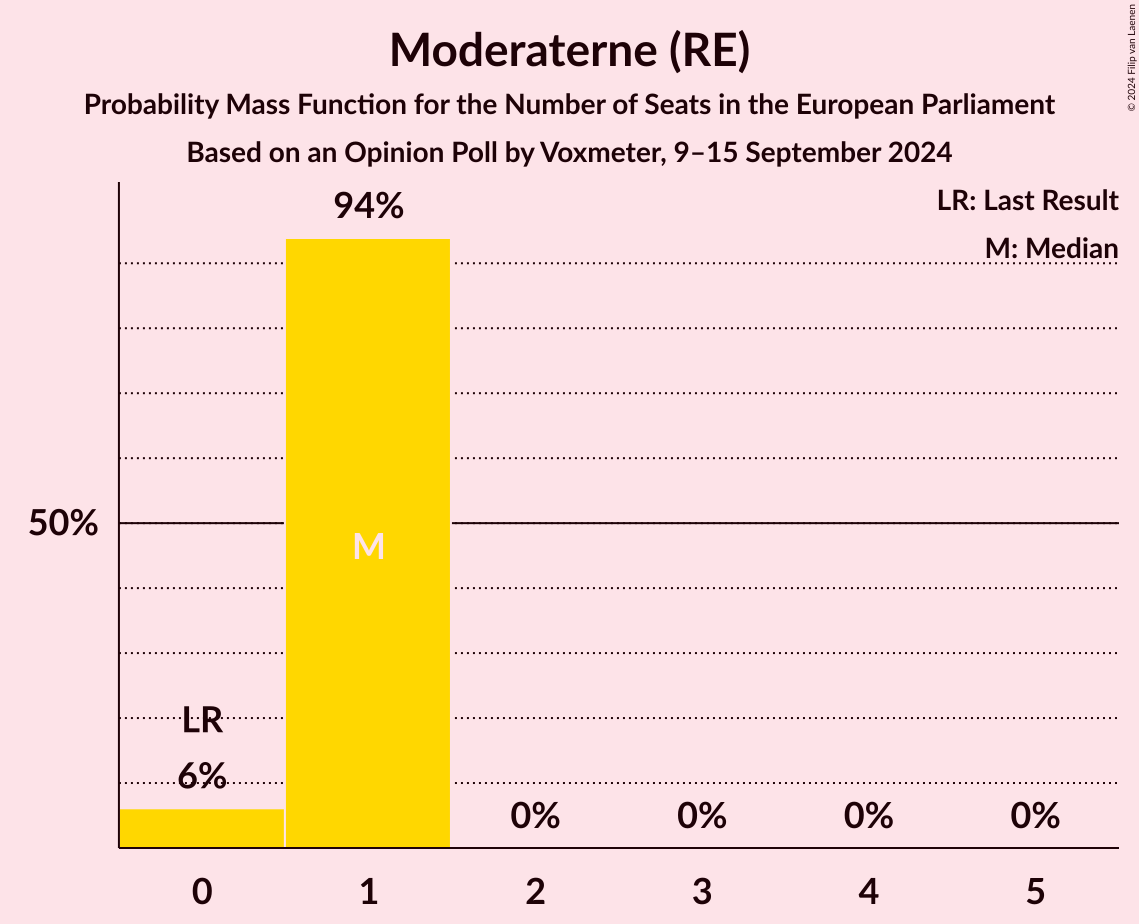 Moderaterne (RE)
Probability Mass Function for the Number of Seats in the European Parliament
Based on an Opinion Poll by Voxmeter, 9–15 September 2024
© 2024 Filip van Laenen
LR: Last Result
M: Median
94%
50%
M
LR
6%
0%
0%
0%
0%
0
1
2
3
4
5